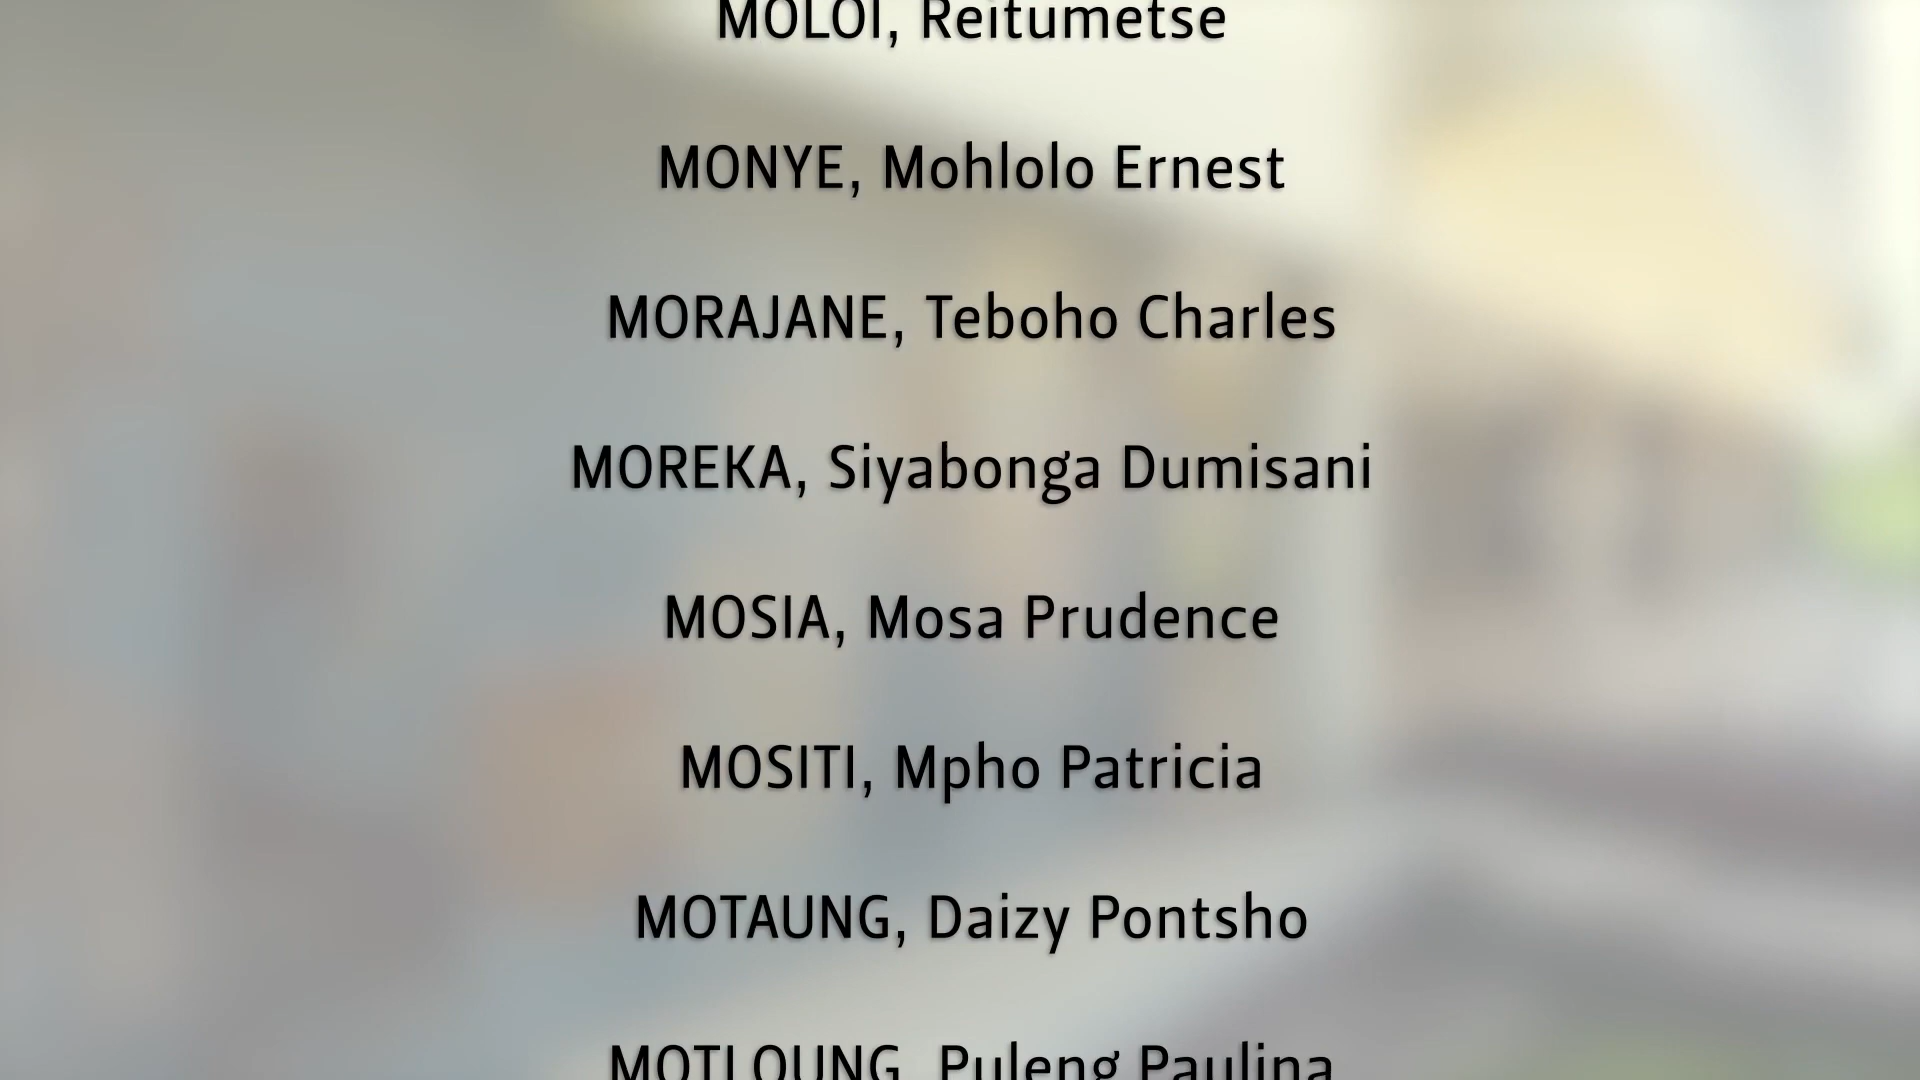 MOLOI, Reitumetse
MONYE, Mohlolo Ernest
MORAJANE, Teboho Charles
MOREKA, Siyabonga Dumisani
MOSIA, Mosa Prudence
MOSITI, Mpho Patricia
MOTAUNG, Daizy Pontsho
MOTLOUNG, Puleng Paulina